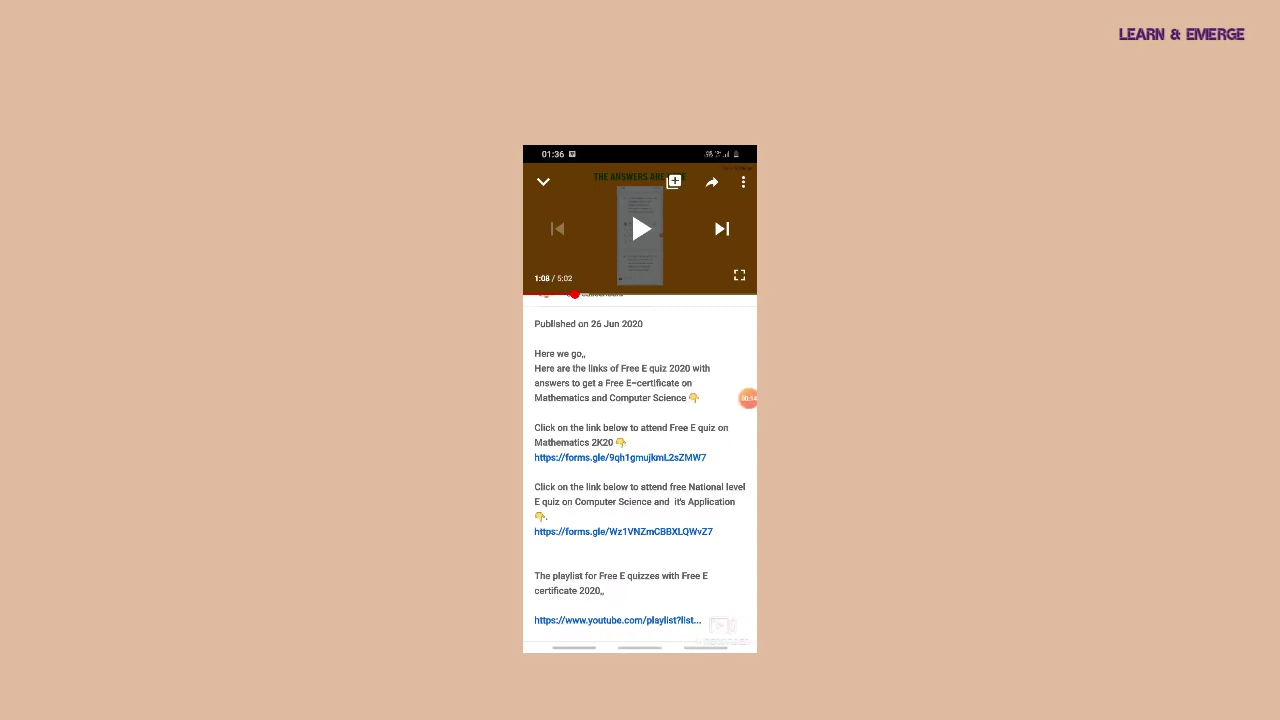 LEARN & EMERGE
01:36
THE ANSWERS ARE
1:08 / 5:02
Published on 26 Jun 2020
Here we go,,
Here are the links of Free E quiz 2020 with
answers to get a Free E-certificate on
Mathematics and Computer Science 👇
00:14
Click on the link below to attend Free E quiz on
Mathematics 2K20 👇
https://forms.gle/9qh1gmujkmL2sZMW7
Click on the link below to attend free National level
E quiz on Computer Science and it's Application
👇.
https://forms.gle/Wz1VNZmCBBXLQWvZ7
The playlist for Free E quizzes with Free E
certificate 2020,,
https://www.youtube.com/playlist?list...